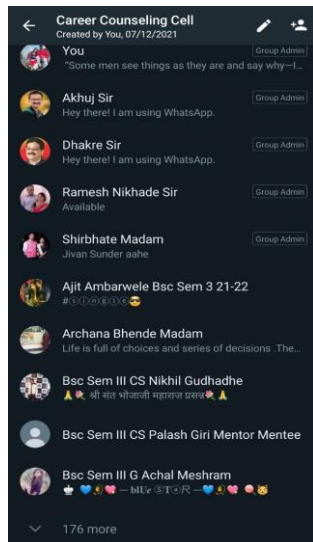 Career Counseling Cell
Created by You, 07/12/2021
You
Group Admin
"Some men see things as they are and say why—I...
Akhuj Sir
Group Admin
Hey there! I am using WhatsApp.
Dhakre Sir
Group Admin
Hey there! I am using WhatsApp.
Ramesh Nikhade Sir
Group Admin
Available
Shirbhate Madam
Group Admin
Jivan Sunder aahe
Ajit Ambarwele Bsc Sem 3 21-22
#ⓢⓘⓝⓖⓛⓔ😎
Archana Bhende Madam
Life is full of choices and series of decisions .The...
Bsc Sem III CS Nikhil Gudhadhe
🙏💐 श्री संत भोजाजी महाराज प्रसन्न💐🙏
Bsc Sem III CS Palash Giri Mentor Mentee
Bsc Sem III G Achal Meshram
— blUe ⓈTⓐR —
176 more